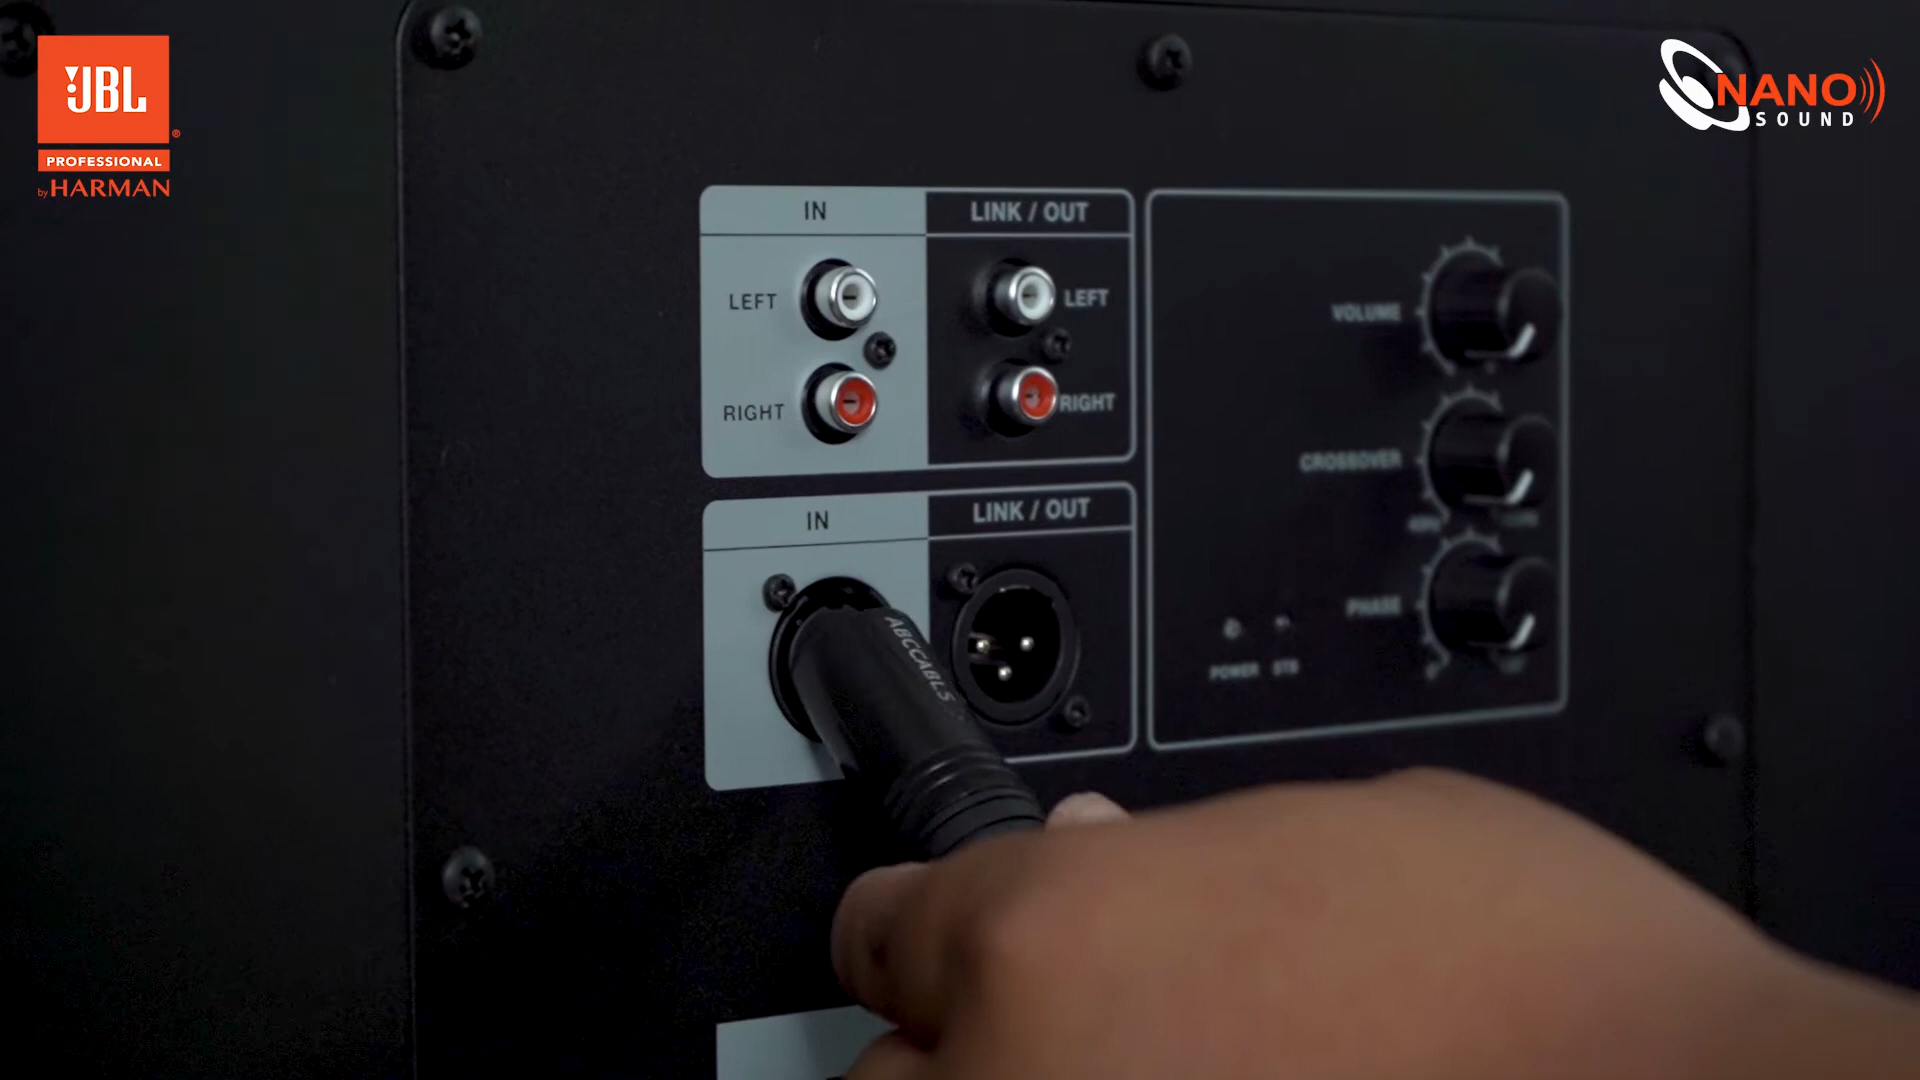 JBL
®
PROFESSIONAL
by HARMAN
NANO
SOUND
IN
LINK / OUT
LEFT
LEFT
RIGHT
RIGHT
IN
LINK / OUT
ABCCABLS
VOLUME
CROSSOVER
PHASE
POWER
STB